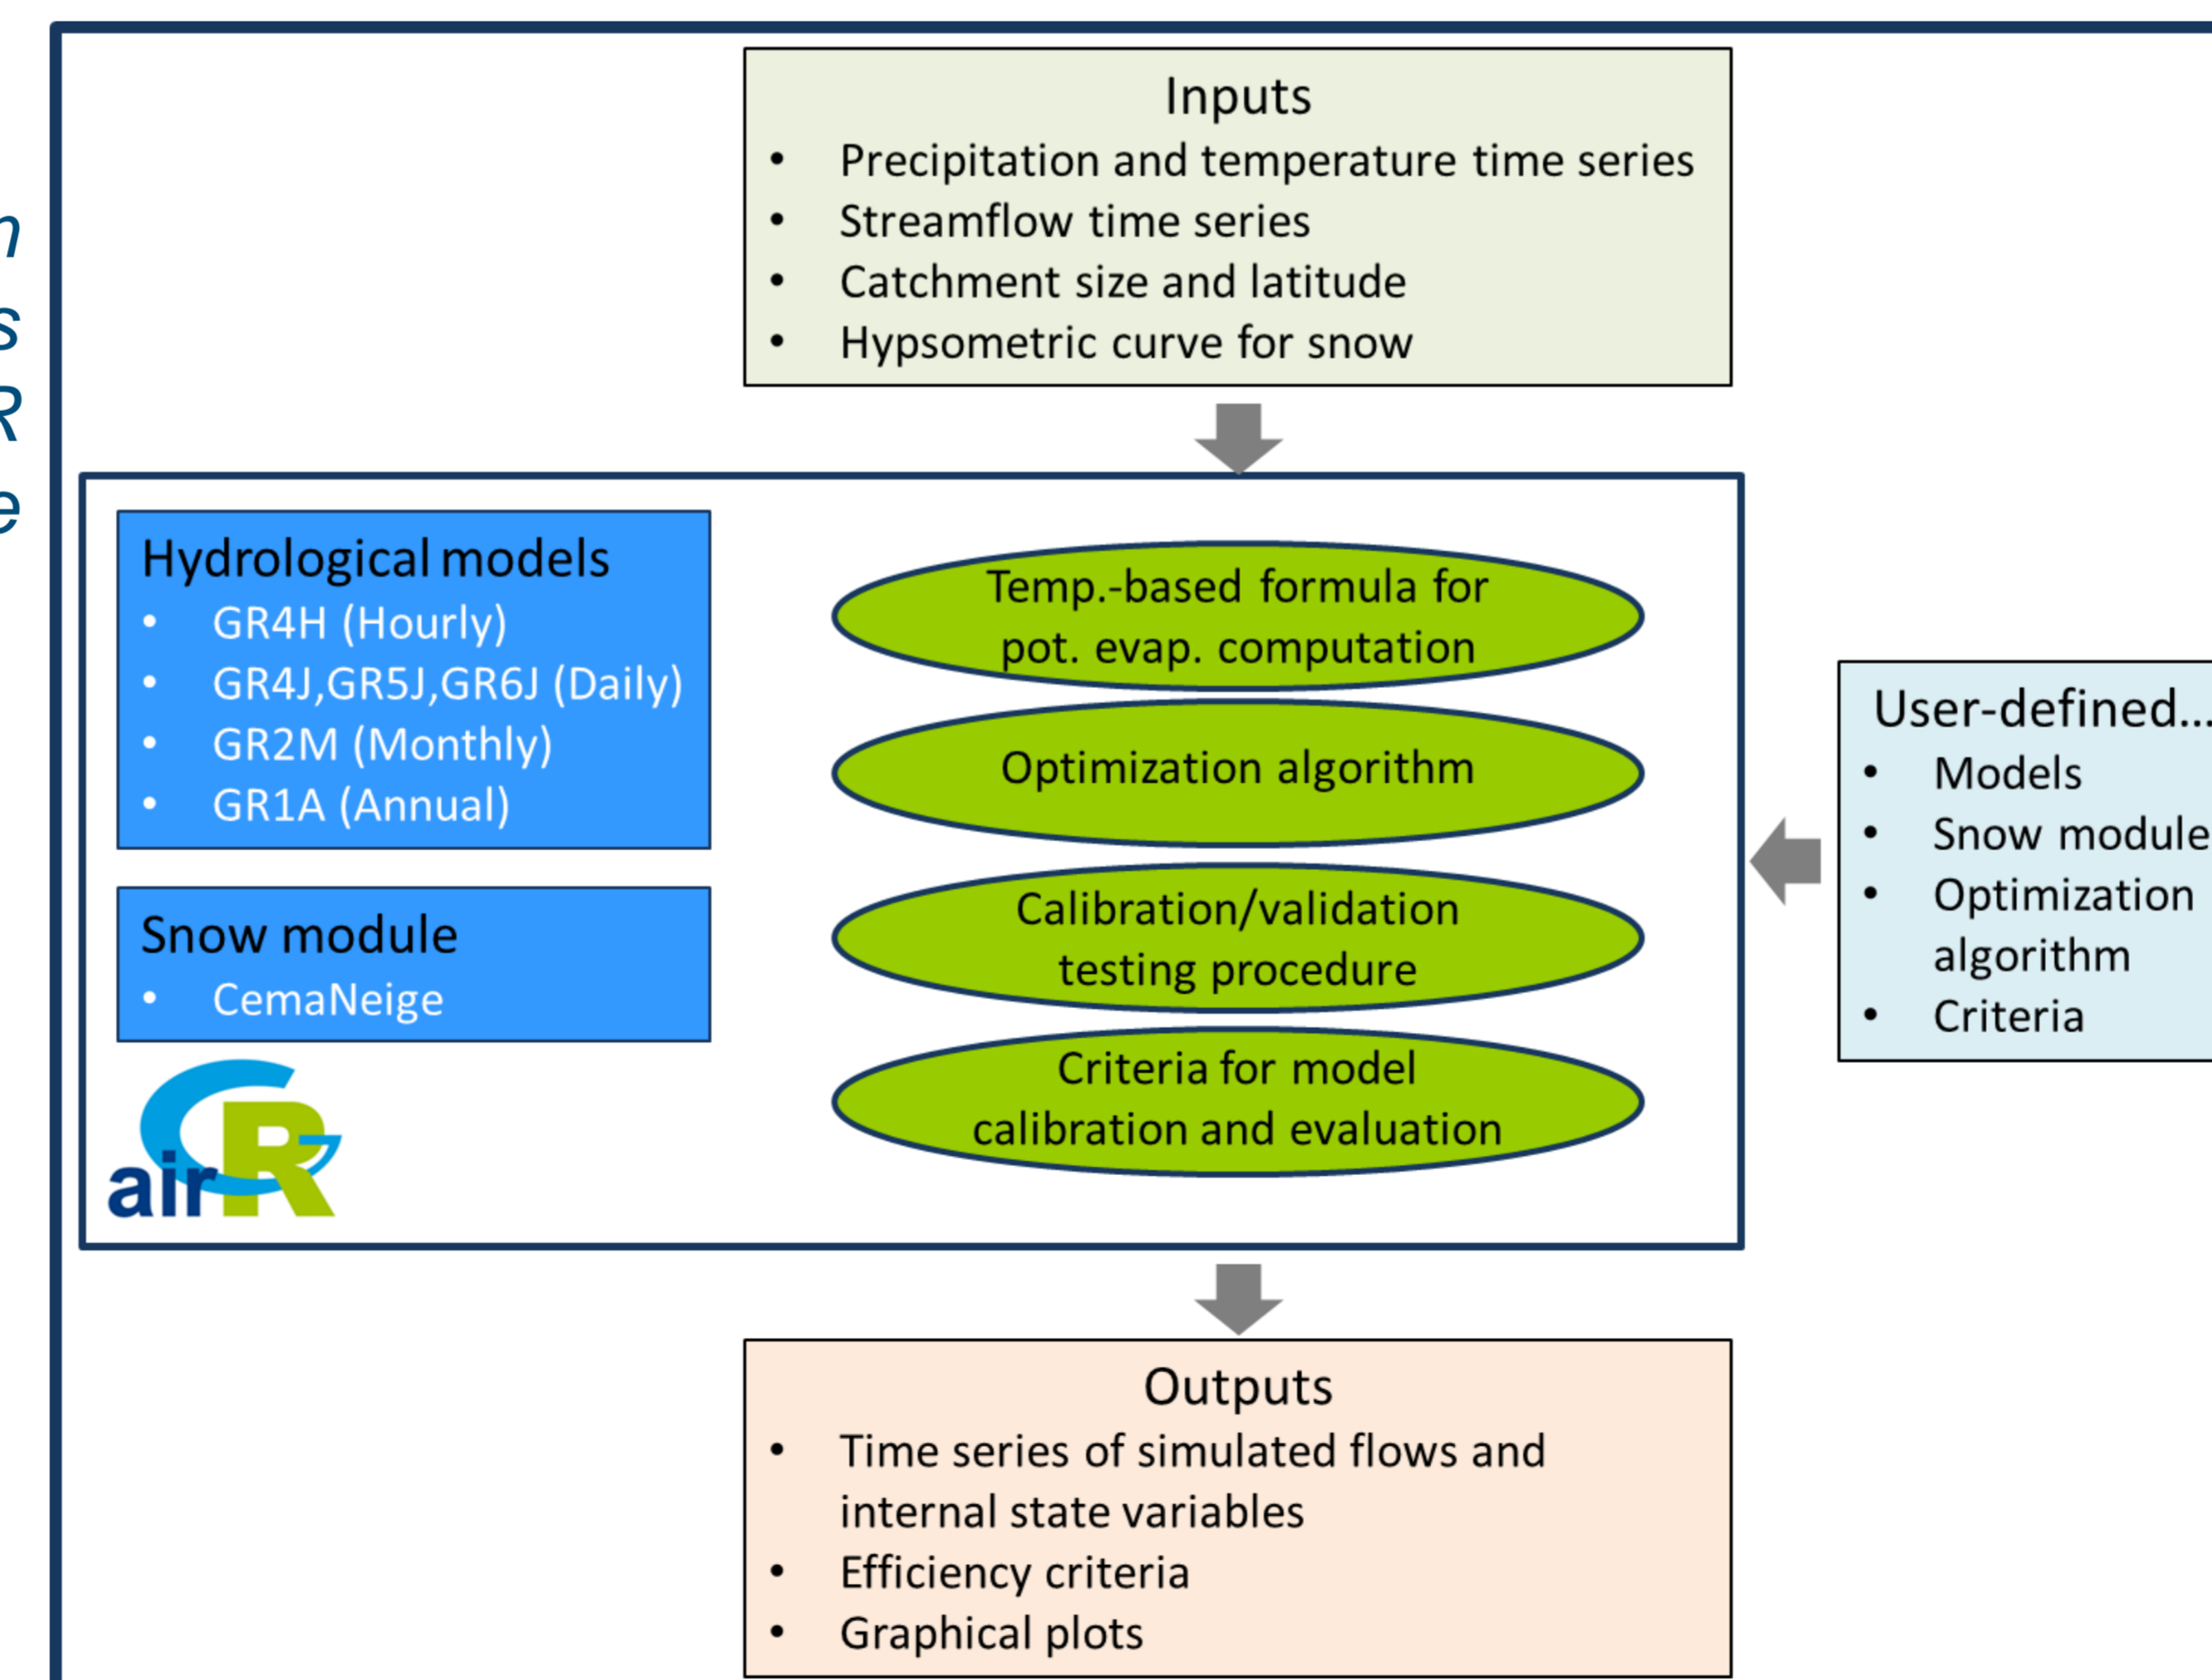 n
s
R
e
Inputs
• Precipitation and temperature time series
• Streamflow time series
• Catchment size and latitude
• Hypsometric curve for snow
Hydrological models
• GR4H (Hourly)
• GR4J,GR5J,GR6J (Daily)
• GR2M (Monthly)
• GR1A (Annual)
Snow module
• CemaNeige
airGR
Temp.-based formula for
pot. evap. computation
Optimization algorithm
Calibration/validation
testing procedure
Criteria for model
calibration and evaluation
User-defined...
• Models
• Snow module
• Optimization
algorithm
• Criteria
Outputs
• Time series of simulated flows and
internal state variables
• Efficiency criteria
• Graphical plots